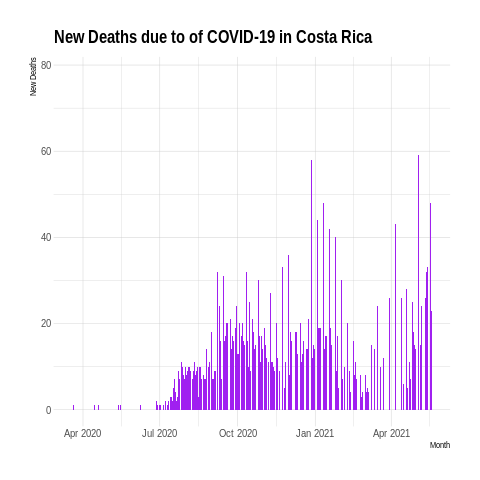 New Deaths due to of COVID-19 in Costa Rica
New Deaths
80
60
40
20
0
Apr 2020
Jul 2020
Oct 2020
Jan 2021
Apr 2021
Month